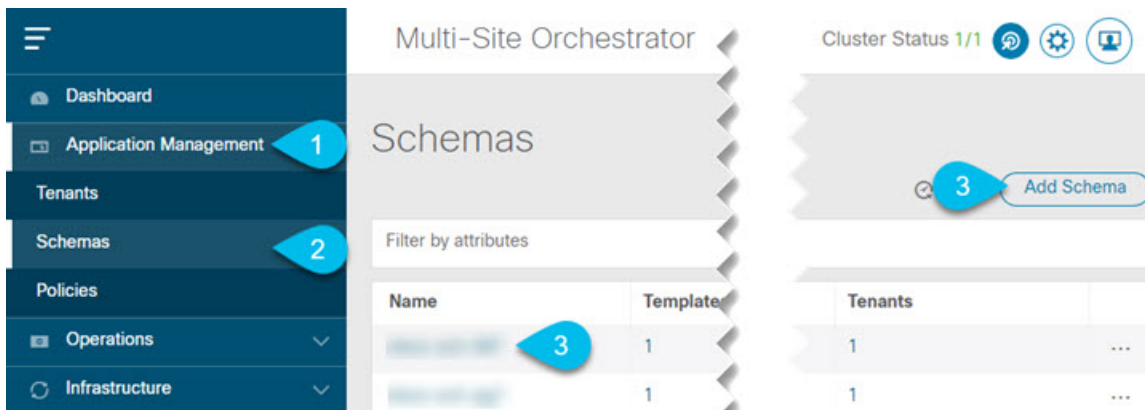 Multi-Site Orchestrator
Cluster Status 1/1
Dashboard
Application Management
1
Tenants
Schemas
2
Policies
Operations
Infrastructure
Schemas
3
Add Schema
Filter by attributes
Name Templates Tenants
3 1 1 ...
1 1 ...